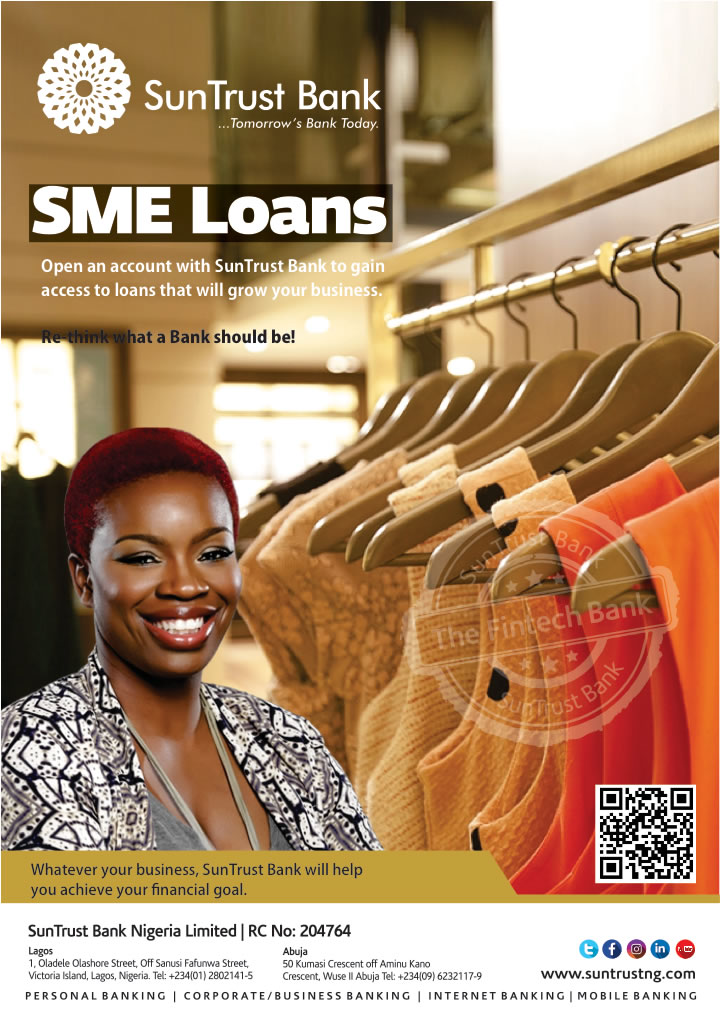 SunTrust Bank
...Tomorrow's Bank Today.
SME Loans
Open an account with SunTrust Bank to gain
access to loans that will grow your business.
Re-think what a Bank should be!
SunTrust Bank
The Fintech Bank
SunTrust Bank
Whatever your business, SunTrust Bank will help
you achieve your financial goal.
SunTrust Bank Nigeria Limited | RC No: 204764
Lagos
1, Oladele Olashore Street, Off Sanusi Fafunwa Street,
Victoria Island, Lagos, Nigeria. Tel: +234(01) 2802141-5
Abuja
50 Kumasi Crescent off Aminu Kano
Crescent, Wuse II Abuja Tel: +234(09) 6232117-9
www.suntrustng.com
PERSONAL BANKING | CORPORATE/BUSINESS BANKING | INTERNET BANKING | MOBILE BANKING